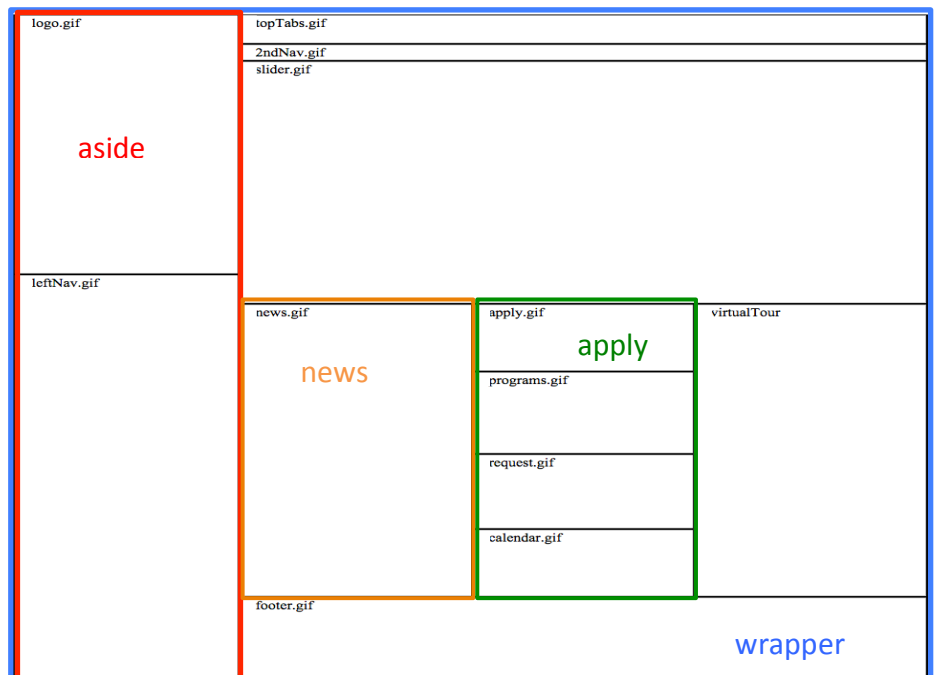 logo.gif
topTabs.gif
2ndNav.gif
slider.gif
aside
leftNav.gif
news.gif
apply.gif
virtualTour
apply
news
programs.gif
request.gif
calendar.gif
footer.gif
wrapper